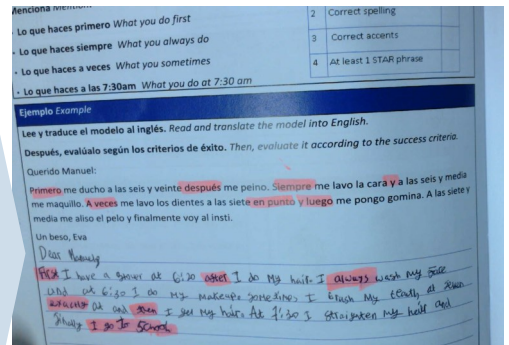 Menciona
· Lo que haces primero What you do first
· Lo que haces siempre What you always do
· Lo que haces a veces What you sometimes
· Lo que haces a las 7:30am What you do at 7:30 am
2 Correct spelling
3 Correct accents
4 At least 1 STAR phrase
Ejemplo Example
Lee y traduce el modelo al inglés. Read and translate the model into English.
Después, evalúalo según los criterios de éxito. Then, evaluate it according to the success criteria.
Querido Manuel:
Primero me ducho a las seis y veinte después me peino. Siempre me lavo la cara y a las seis y media
me maquillo. A veces me lavo los dientes a las siete en punto y luego me pongo gomina. A las siete y
media me aliso el pelo y finalmente voy al insti.
Un beso, Eva
Dear
First I have a at 6:20 after I do My hair. I always wash my face
and at 6:30 I do my makeup sometimes I brush My at
exactly at and then I gel my hair. At 7:30 I straighten my hair and
I go to School